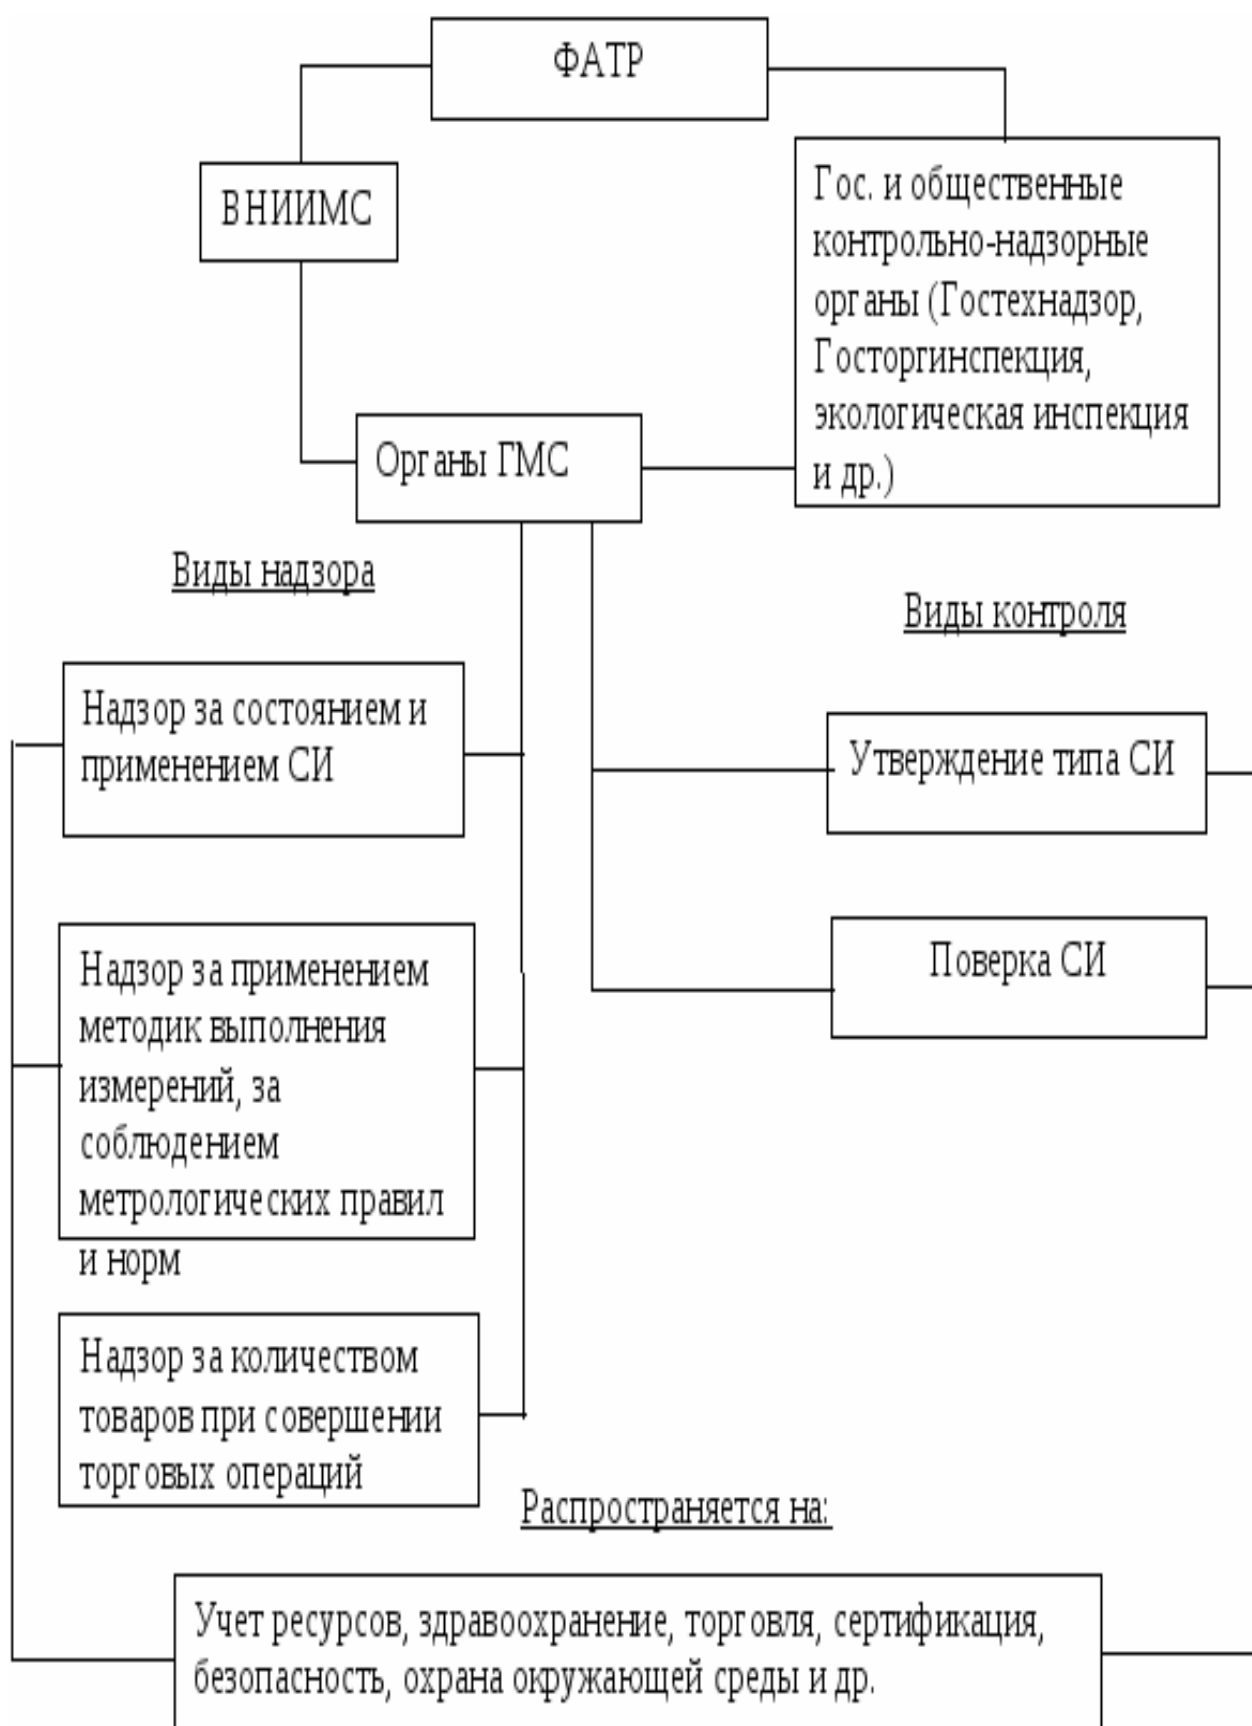 ФАТР
ВНИИМС
Гос. и общественные
контрольно-надзорные
органы (Гостехнадзор,
Госторгинспекция,
экологическая инспекция
и др.)
Органы ГМС
Виды надзора
Виды контроля
Надзор за состоянием и
применением СИ
Утверждение типа СИ
Надзор за применением
методик выполнения
измерений, за
соблюдением
метрологических правил
и норм
Поверка СИ
Надзор за количеством
товаров при совершении
торговых операций
Распространяется на:
Учет ресурсов, здравоохранение, торговля, сертификация,
безопасность, охрана окружающей среды и др.